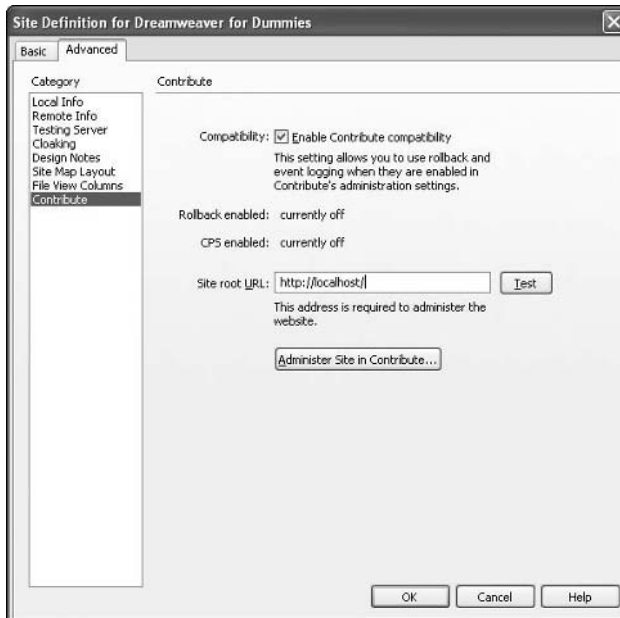 Site Definition for Dreamweaver for Dummies
Basic
Advanced
Category
Local Info
Remote Info
Testing Server
Cloaking
Design Notes
Site Map Layout
File View Columns
Contribute
Contribute
Compatibility:
Enable Contribute compatibility
This setting allows you to use rollback and
event logging when they are enabled in
Contribute's administration settings.
Rollback enabled: currently off
CPS enabled: currently off
Site root URL: http://localhost/
Test
This address is required to administer the
website.
Administer Site in Contribute...
OK
Cancel
Help